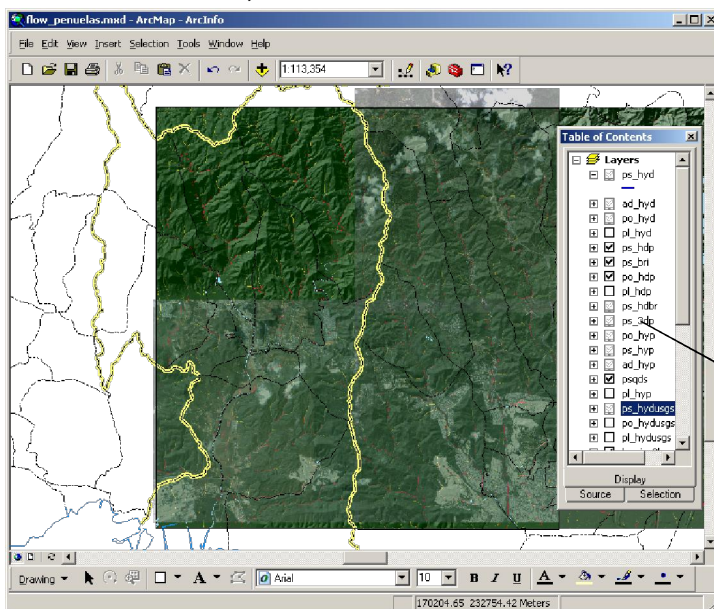 flow_penuelas.mxd - ArcMap - ArcInfo
File Edit View Insert Selection Tools Window Help
1:113,354
Table of Contents
Layers
ps_hyd
ad_hyd
po_hyd
pl_hyd
ps_hdp
ps_bri
po_hdp
pl_hdp
ps_hdbr
ps_3dp
po_hyp
ps_hyp
ad_hyp
psqds
pl_hyp
ps_hydusgs
po_hydusgs
pl_hydusgs
Display
Source Selection
Drawing A Arial 10 B I U A
170204.65 232754.42 Meters